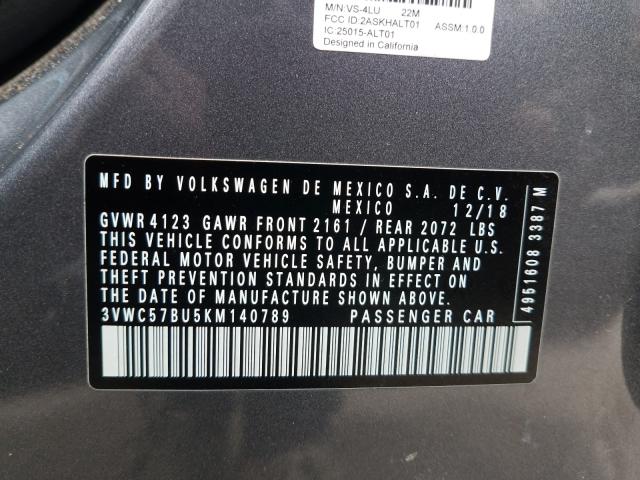 M/N:VS-4LU 22M
FCC ID:2ASKHALT01 ASSM:1.0.0
IC:25015-ALT01
Designed in California
MFD BY VOLKSWAGEN DE MEXICO S.A. DE C.V.
MEXICO 12/18
GVWR 4123 GAWR FRONT 2161 / REAR 2072 LBS
THIS VEHICLE CONFORMS TO ALL APPLICABLE U.S.
FEDERAL MOTOR VEHICLE SAFETY, BUMPER AND
THEFT PREVENTION STANDARDS IN EFFECT ON
THE DATE OF MANUFACTURE SHOWN ABOVE.
3VWC57BU5KM140789 PASSENGER CAR
4951608 3387 M